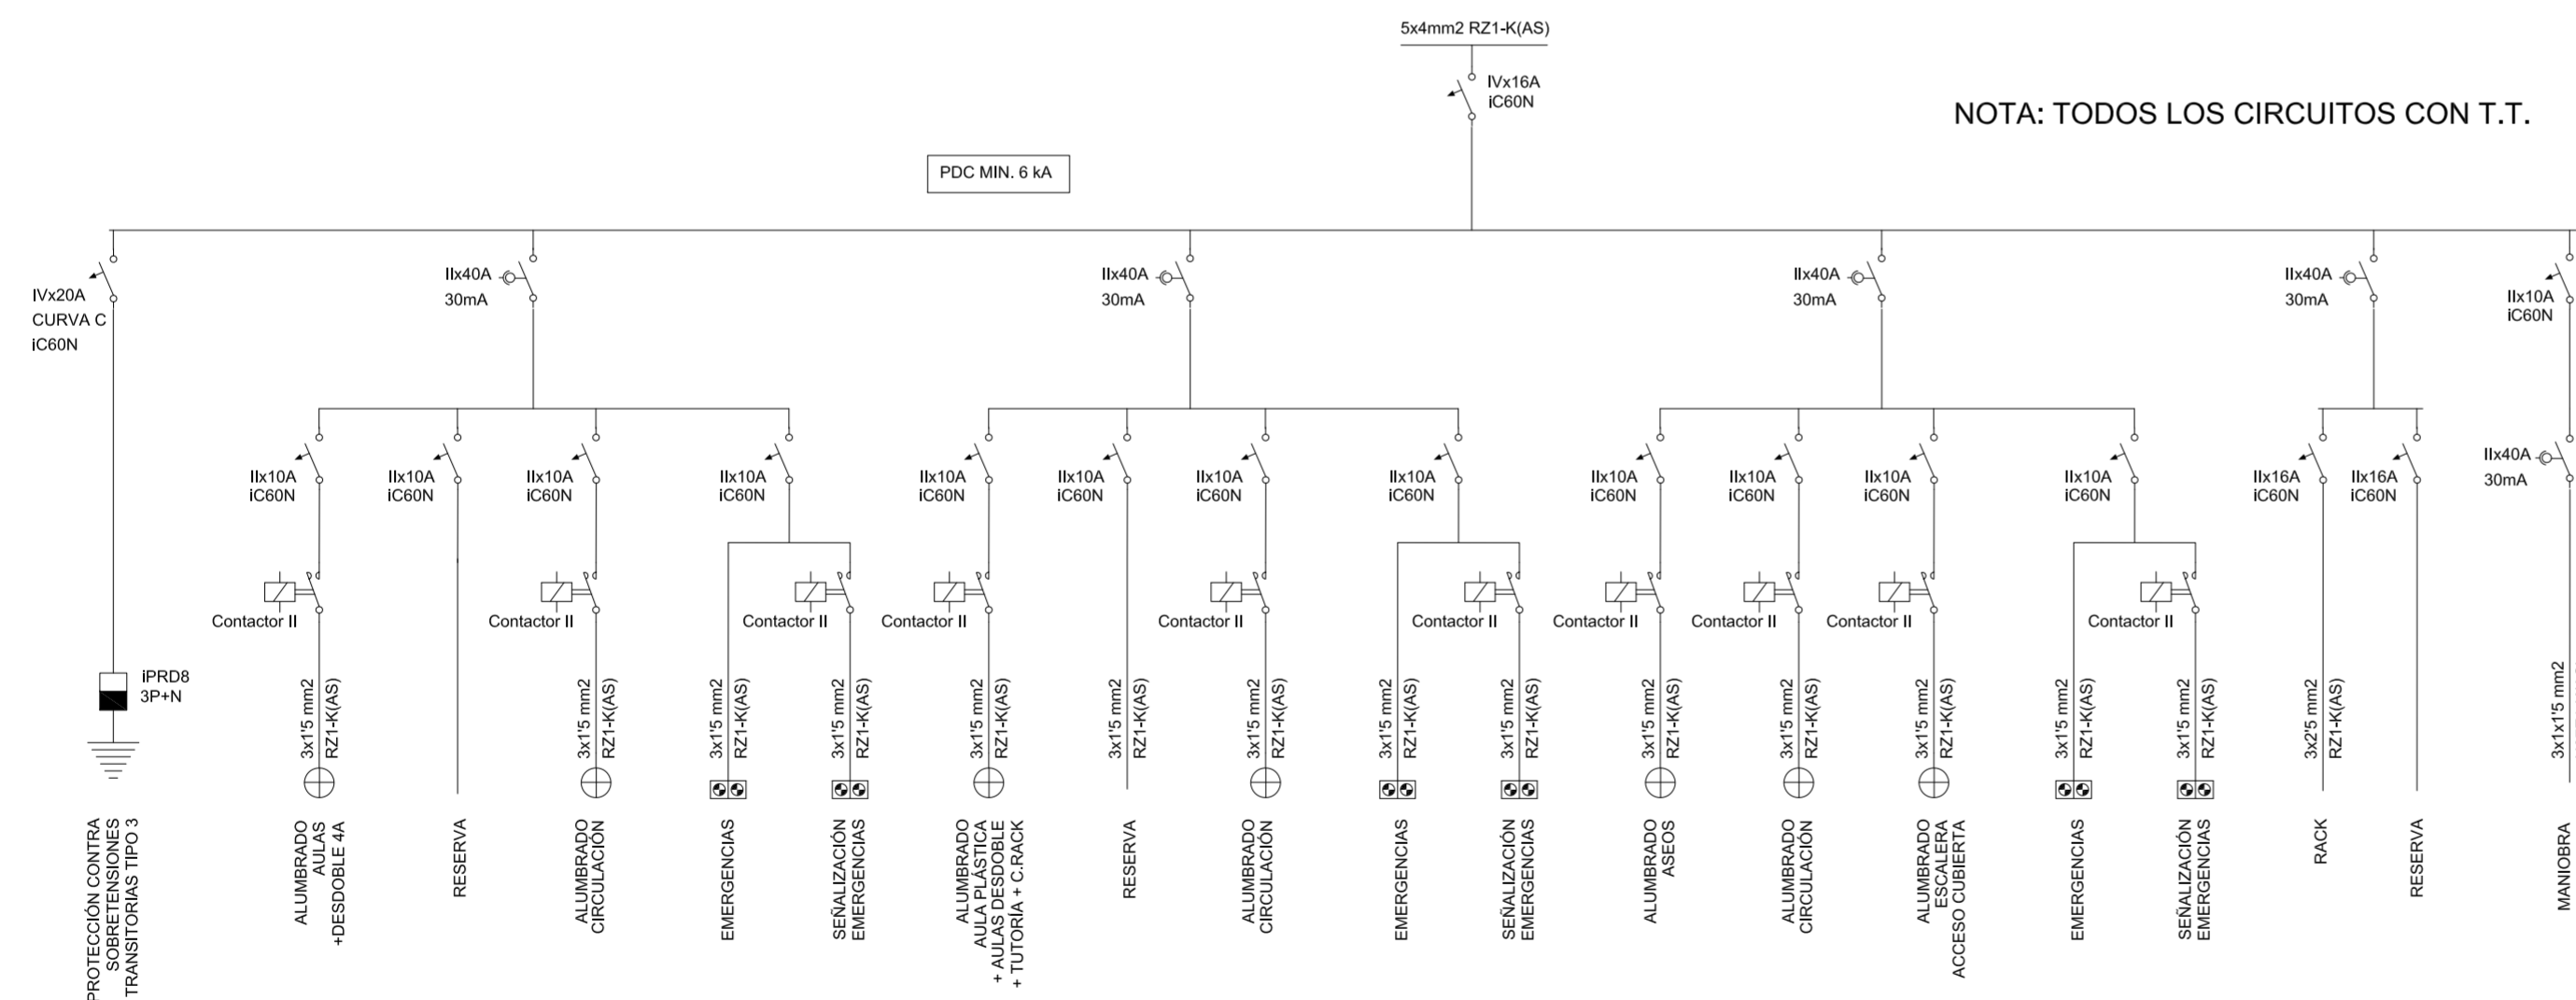 5x4mm2 RZ1-K(AS)
IVx16A
iC60N
NOTA: TODOS LOS CIRCUITOS CON T.T.
PDC MIN. 6 kA
IVx20A
CURVA C
iC60N
IIx40A
30mA
IIx40A
30mA
IIx40A
30mA
IIx40A
30mA
IIx10A
iC60N
IIx10A
iC60N
IIx10A
iC60N
IIx10A
iC60N
IIx10A
iC60N
IIx10A
iC60N
IIx10A
iC60N
IIx10A
iC60N
IIx10A
iC60N
IIx10A
iC60N
IIx10A
iC60N
IIx10A
iC60N
IIx10A
iC60N
IIx16A
iC60N
IIx16A
iC60N
IIx40A
30mA
Contactor II
Contactor II
Contactor II
Contactor II
Contactor II
Contactor II
Contactor II
Contactor II
Contactor II
Contactor II
iPRD8
3P+N
3x1'5 mm2
RZ1-K(AS)
3x1'5 mm2
RZ1-K(AS)
3x1'5 mm2
RZ1-K(AS)
3x1'5 mm2
RZ1-K(AS)
3x1'5 mm2
RZ1-K(AS)
3x1'5 mm2
RZ1-K(AS)
3x1'5 mm2
RZ1-K(AS)
3x1'5 mm2
RZ1-K(AS)
3x1'5 mm2
RZ1-K(AS)
3x1'5 mm2
RZ1-K(AS)
3x1'5 mm2
RZ1-K(AS)
3x1'5 mm2
RZ1-K(AS)
3x1'5 mm2
RZ1-K(AS)
3x1'5 mm2
RZ1-K(AS)
3x2'5 mm2
RZ1-K(AS)
3x1x1'5 mm2
PROTECCIÓN CONTRA
SOBRETENSIONES
TRANSITORIAS TIPO 3
ALUMBRADO
AULAS
+DESDOBLE 4A
RESERVA
ALUMBRADO
CIRCULACIÓN
EMERGENCIAS
SEÑALIZACIÓN
EMERGENCIAS
ALUMBRADO
AULA PLÁSTICA
+ AULAS DESDOBLE
+ TUTORÍA + C.RACK
RESERVA
ALUMBRADO
CIRCULACIÓN
EMERGENCIAS
SEÑALIZACIÓN
EMERGENCIAS
ALUMBRADO
ASEOS
ALUMBRADO
CIRCULACIÓN
ALUMBRADO
ESCALERA
ACCESO CUBIERTA
EMERGENCIAS
SEÑALIZACIÓN
EMERGENCIAS
RACK
RESERVA
MANIOBRA